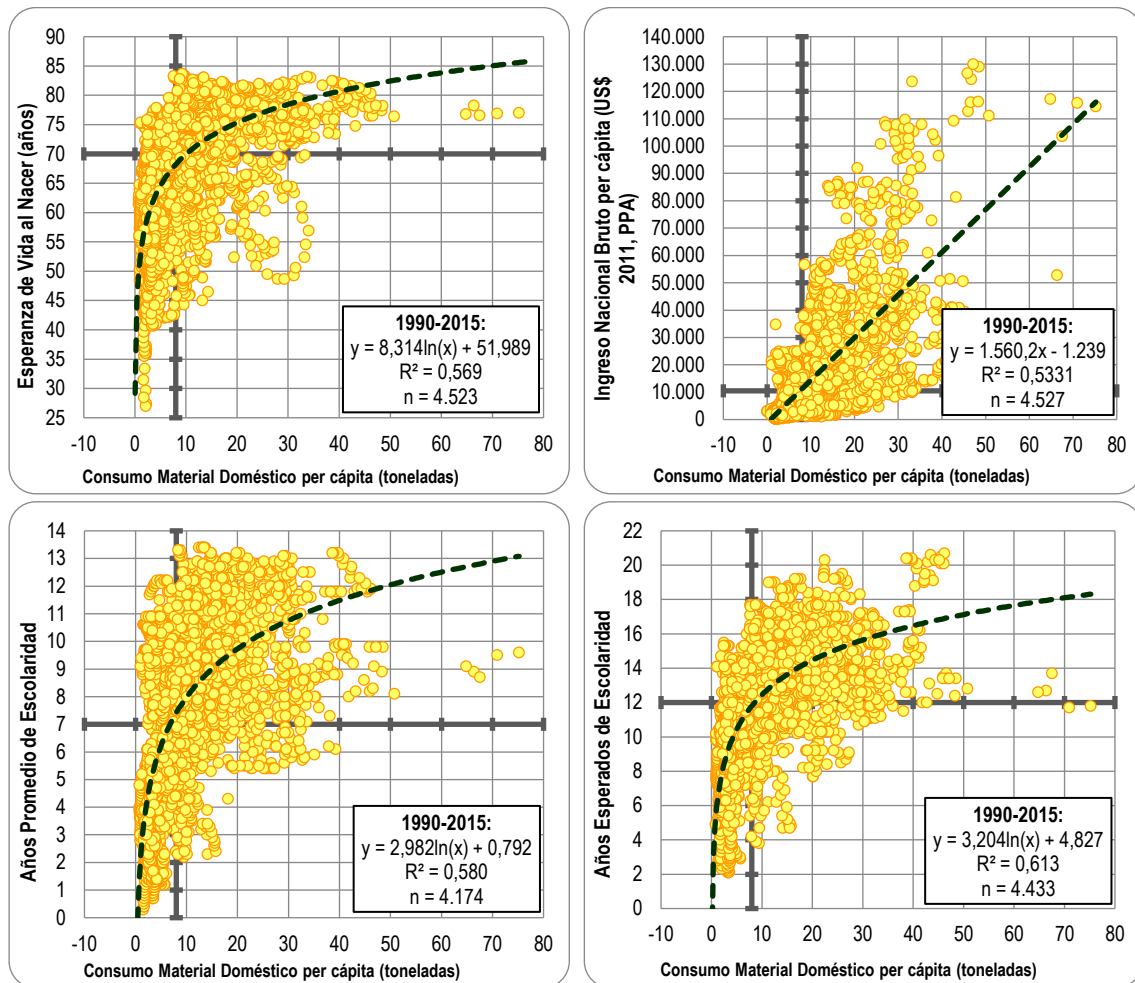 Esperanza de Vida al Nacer (años)
90
85
80
75
70
65
60
55
50
45
40
35
30
25
-10 0 10 20 30 40 50 60 70 80
Consumo Material Doméstico per cápita (toneladas)
1990-2015:
y = 8,314ln(x) + 51,989
R² = 0,569
n = 4.523
Ingreso Nacional Bruto per cápita (US$
2011, PPA)
140.000
130.000
120.000
110.000
100.000
90.000
80.000
70.000
60.000
50.000
40.000
30.000
20.000
10.000
0
-10 0 10 20 30 40 50 60 70 80
Consumo Material Doméstico per cápita (toneladas)
1990-2015:
y = 1.560,2x - 1.239
R² = 0,5331
n = 4.527
Años Promedio de Escolaridad
14
13
12
11
10
9
8
7
6
5
4
3
2
1
0
-10 0 10 20 30 40 50 60 70 80
Consumo Material Doméstico per cápita (toneladas)
1990-2015:
y = 2,982ln(x) + 0,792
R² = 0,580
n = 4.174
Años Esperados de Escolaridad
22
20
18
16
14
12
10
8
6
4
2
0
-10 0 10 20 30 40 50 60 70 80
Consumo Material Doméstico per cápita (toneladas)
1990-2015:
y = 3,204ln(x) + 4,827
R² = 0,613
n = 4.433